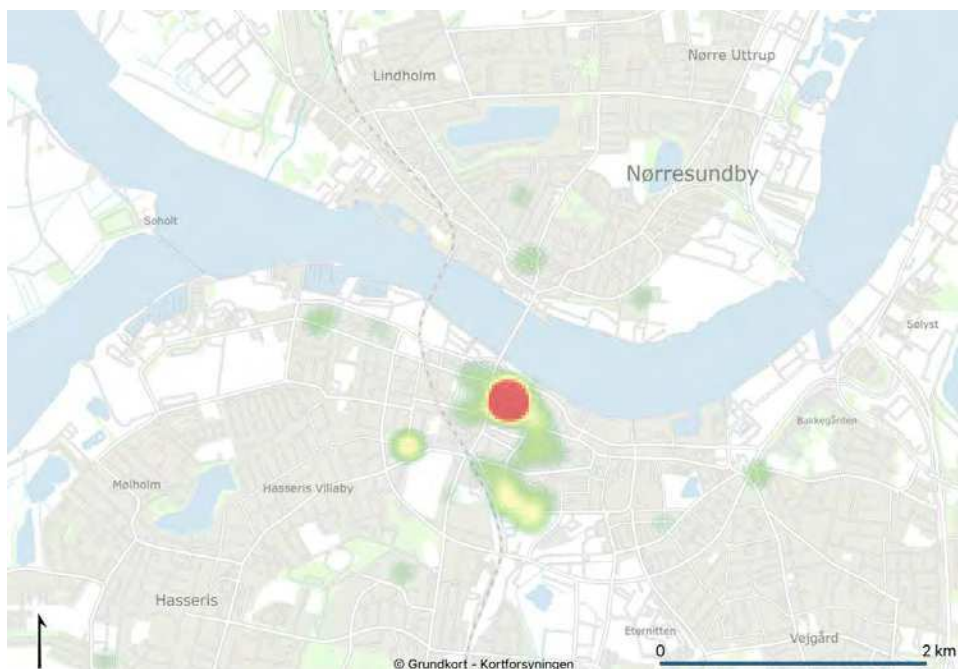 Nørre Uttrup
Lindholm
Nørresundby
Soholt
Sølyst
Bakkegården
Mølholm
Hasseris Villaby
Hasseris
Eternitten
Vejgård
0
2 km
© Grundkort - Kortforsyningen